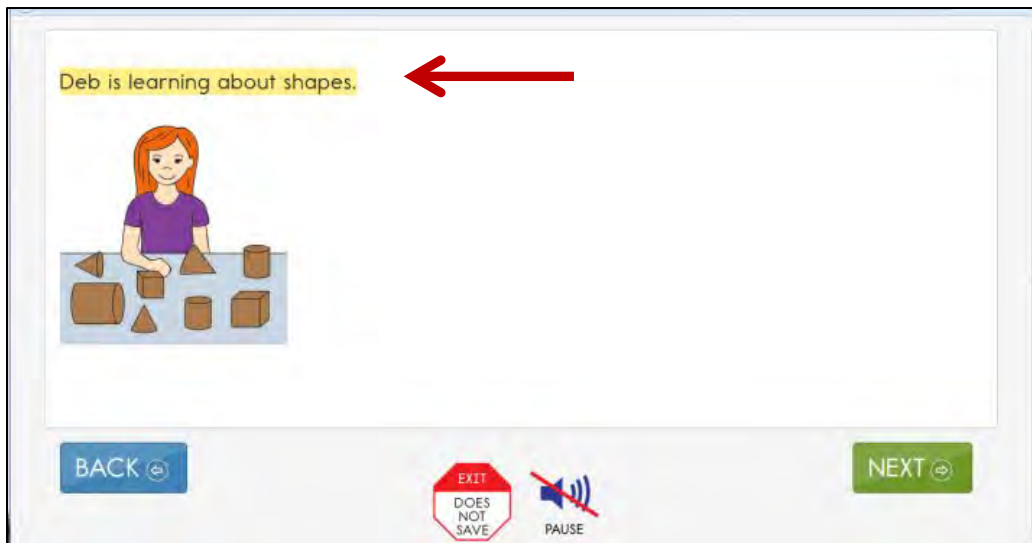 Deb is learning about shapes.
BACK
EXIT
DOES
NOT
SAVE
PAUSE
NEXT